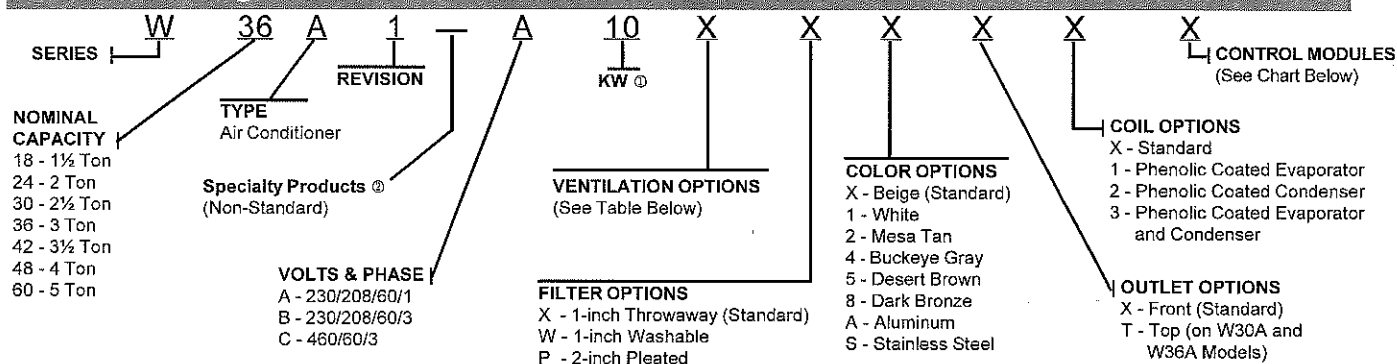 W 36 A 1 — A 10 X X X X X X
SERIES
NOMINAL
CAPACITY
18 - 1½ Ton
24 - 2 Ton
30 - 2½ Ton
36 - 3 Ton
42 - 3½ Ton
48 - 4 Ton
60 - 5 Ton
TYPE
Air Conditioner
REVISION
Specialty Products ②
(Non-Standard)
VOLTS & PHASE
A - 230/208/60/1
B - 230/208/60/3
C - 460/60/3
KW ①
VENTILATION OPTIONS
(See Table Below)
FILTER OPTIONS
X - 1-inch Throwaway (Standard)
W - 1-inch Washable
P - 2-inch Pleated
COLOR OPTIONS
X - Beige (Standard)
1 - White
2 - Mesa Tan
4 - Buckeye Gray
5 - Desert Brown
8 - Dark Bronze
A - Aluminum
S - Stainless Steel
OUTLET OPTIONS
X - Front (Standard)
T - Top (on W30A and
W36A Models)
COIL OPTIONS
X - Standard
1 - Phenolic Coated Evaporator
2 - Phenolic Coated Condenser
3 - Phenolic Coated Evaporator
and Condenser
CONTROL MODULES
(See Chart Below)